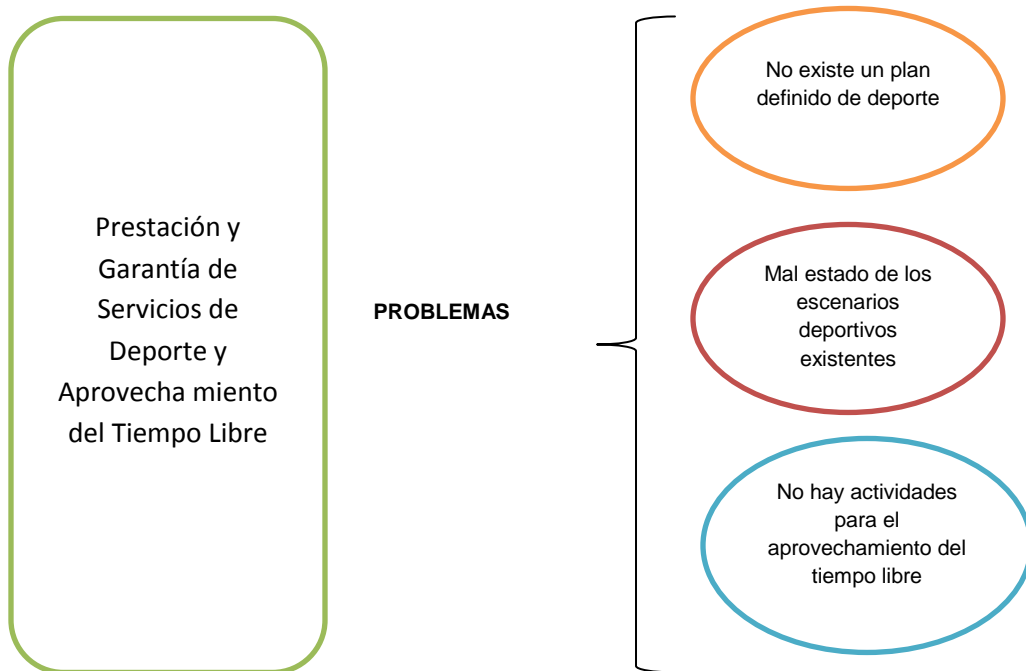 Prestación y
Garantía de
Servicios de
Deporte y
Aprovecha miento
del Tiempo Libre
PROBLEMAS
No existe un plan
definido de deporte
Mal estado de los
escenarios
deportivos
existentes
No hay actividades
para el
aprovechamiento del
tiempo libre